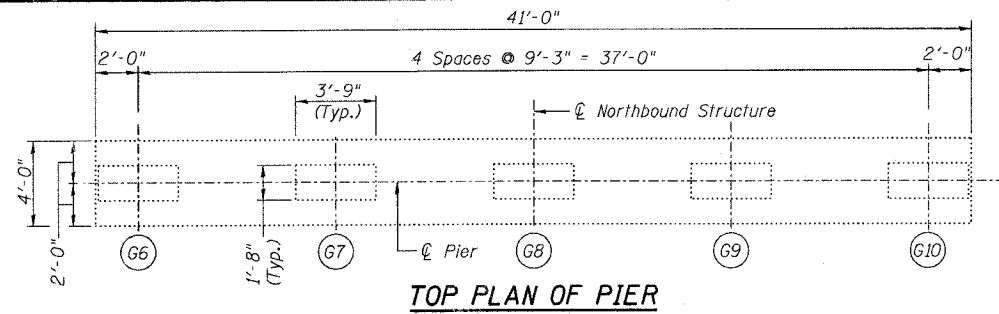 41'-0"
2'-0"
4 Spaces @ 9'-3" = 37'-0"
2'-0"
3'-9"
(Typ.)
℄ Northbound Structure
4'-0"
2'-0"
1'-8"
(Typ.)
℄ Pier
G6
G7
G8
G9
G10
TOP PLAN OF PIER